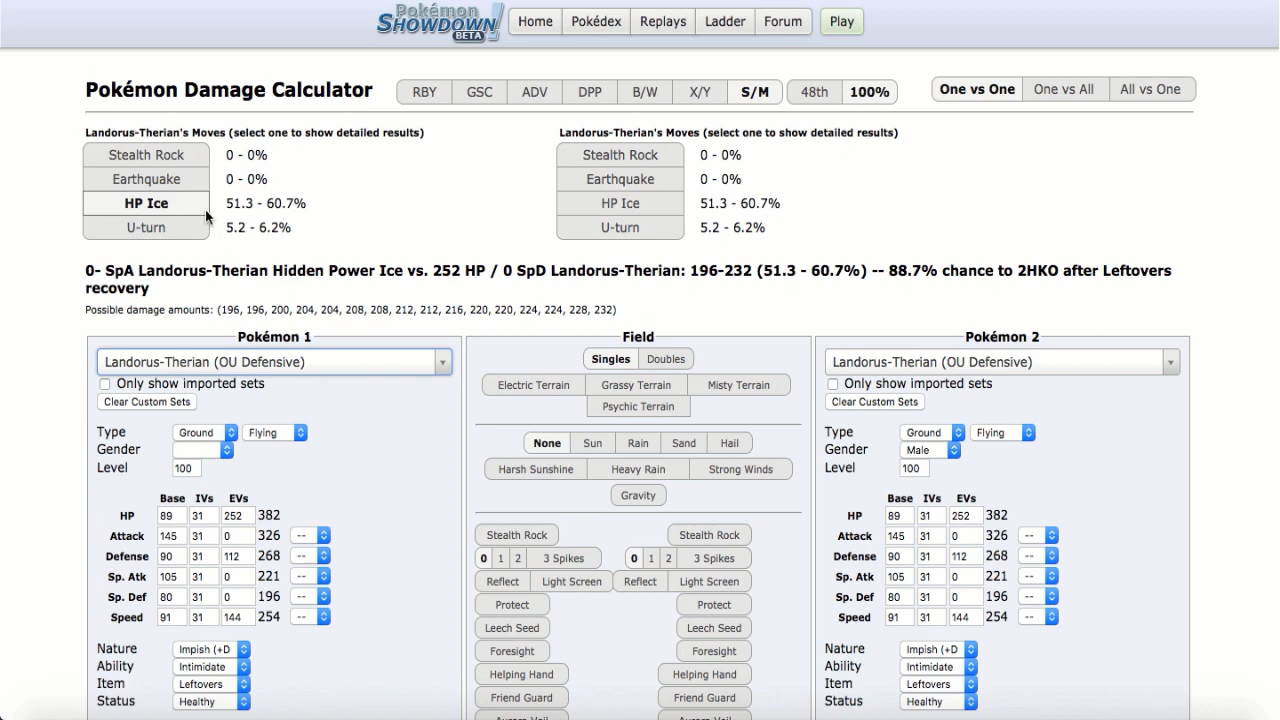 Pokémon
SHOWDOWN!
BETA
Home Pokédex Replays Ladder Forum Play
Pokémon Damage Calculator RBY GSC ADV DPP B/W X/Y S/M 48th 100% One vs One One vs All All vs One
Landorus-Therian's Moves (select one to show detailed results) Landorus-Therian's Moves (select one to show detailed results)
Stealth Rock 0 - 0% Stealth Rock 0 - 0%
Earthquake 0 - 0% Earthquake 0 - 0%
HP Ice 51.3 - 60.7% HP Ice 51.3 - 60.7%
U-turn 5.2 - 6.2% U-turn 5.2 - 6.2%
0- SpA Landorus-Therian Hidden Power Ice vs. 252 HP / 0 SpD Landorus-Therian: 196-232 (51.3 - 60.7%) -- 88.7% chance to 2HKO after Leftovers
recovery
Possible damage amounts: (196, 196, 200, 204, 204, 208, 208, 212, 212, 216, 220, 220, 224, 224, 228, 232)
Pokémon 1
Landorus-Therian (OU Defensive)
Only show imported sets
Clear Custom Sets
Type Ground Flying
Gender
Level 100
Base IVs EVs
HP 89 31 252 382
Attack 145 31 0 326 --
Defense 90 31 112 268 --
Sp. Atk 105 31 0 221 --
Sp. Def 80 31 0 196 --
Speed 91 31 144 254 --
Nature Impish (+D
Ability Intimidate
Item Leftovers
Status Healthy
Field
Singles Doubles
Electric Terrain Grassy Terrain Misty Terrain
Psychic Terrain
None Sun Rain Sand Hail
Harsh Sunshine Heavy Rain Strong Winds
Gravity
Stealth Rock Stealth Rock
0 1 2 3 Spikes 0 1 2 3 Spikes
Reflect Light Screen Reflect Light Screen
Protect Protect
Leech Seed Leech Seed
Foresight Foresight
Helping Hand Helping Hand
Friend Guard Friend Guard
Aurora Veil Aurora Veil
Pokémon 2
Landorus-Therian (OU Defensive)
Only show imported sets
Clear Custom Sets
Type Ground Flying
Gender Male
Level 100
Base IVs EVs
HP 89 31 252 382
Attack 145 31 0 326 --
Defense 90 31 112 268 --
Sp. Atk 105 31 0 221 --
Sp. Def 80 31 0 196 --
Speed 91 31 144 254 --
Nature Impish (+D
Ability Intimidate
Item Leftovers
Status Healthy